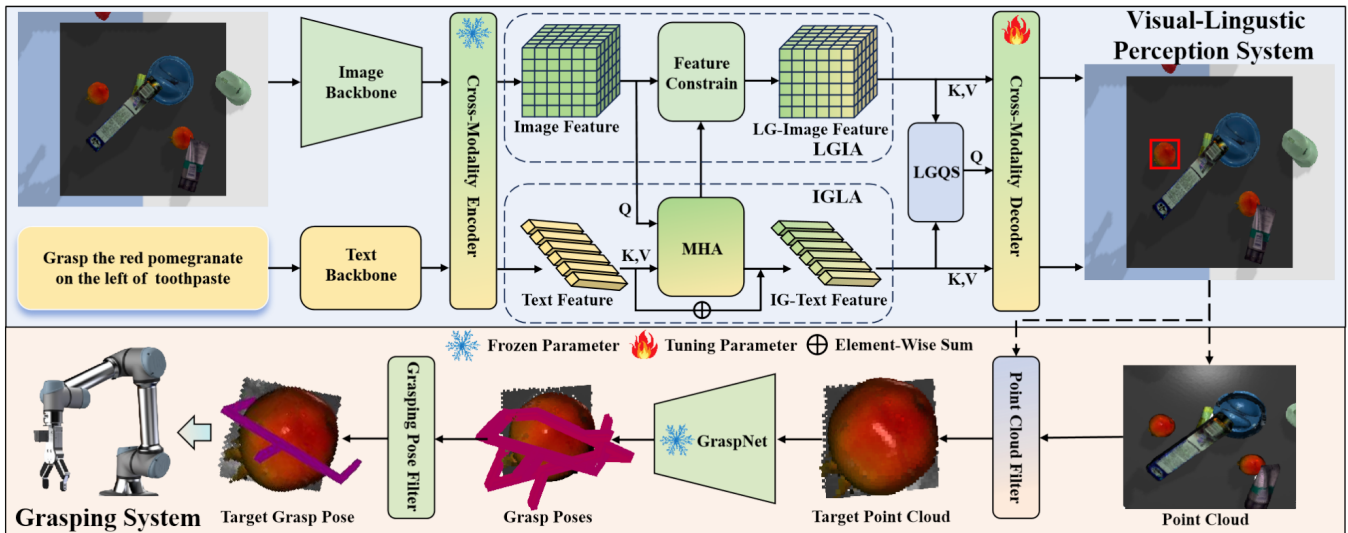 Visual-Lingustic
Perception System
Image
Backbone
Cross-Modality Encoder
Image Feature
Feature
Constrain
LG-Image Feature
LGIA
K,V
LGQS
Q
Cross-Modality Decoder
Grasp the red pomegranate
on the left of toothpaste
Text
Backbone
Text Feature
Q
K,V
MHA
IGLA
IG-Text Feature
K,V
Frozen Parameter
Tuning Parameter
Element-Wise Sum
Grasping System
Target Grasp Pose
Grasping Pose Filter
Grasp Poses
GraspNet
Target Point Cloud
Point Cloud Filter
Point Cloud